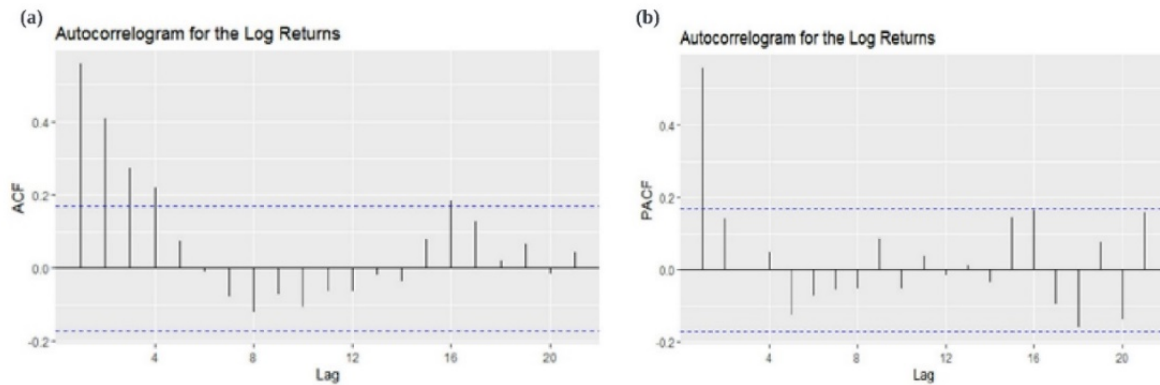 (a)
Autocorrelogram for the Log Returns
ACF
0.4
0.2
0.0
-0.2
4 8 12 16 20
Lag
(b)
Autocorrelogram for the Log Returns
PACF
0.4
0.2
0.0
-0.2
4 8 12 16 20
Lag